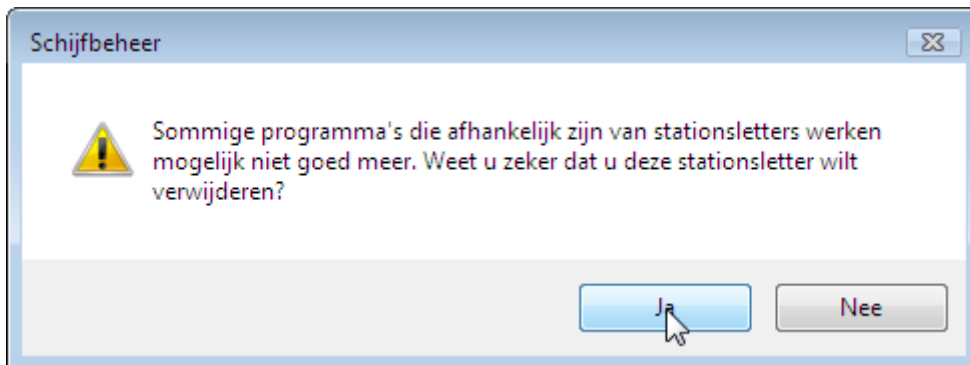 Schijfbeheer
Sommige programma's die afhankelijk zijn van stationsletters werken
mogelijk niet goed meer. Weet u zeker dat u deze stationsletter wilt
verwijderen?
Ja
Nee